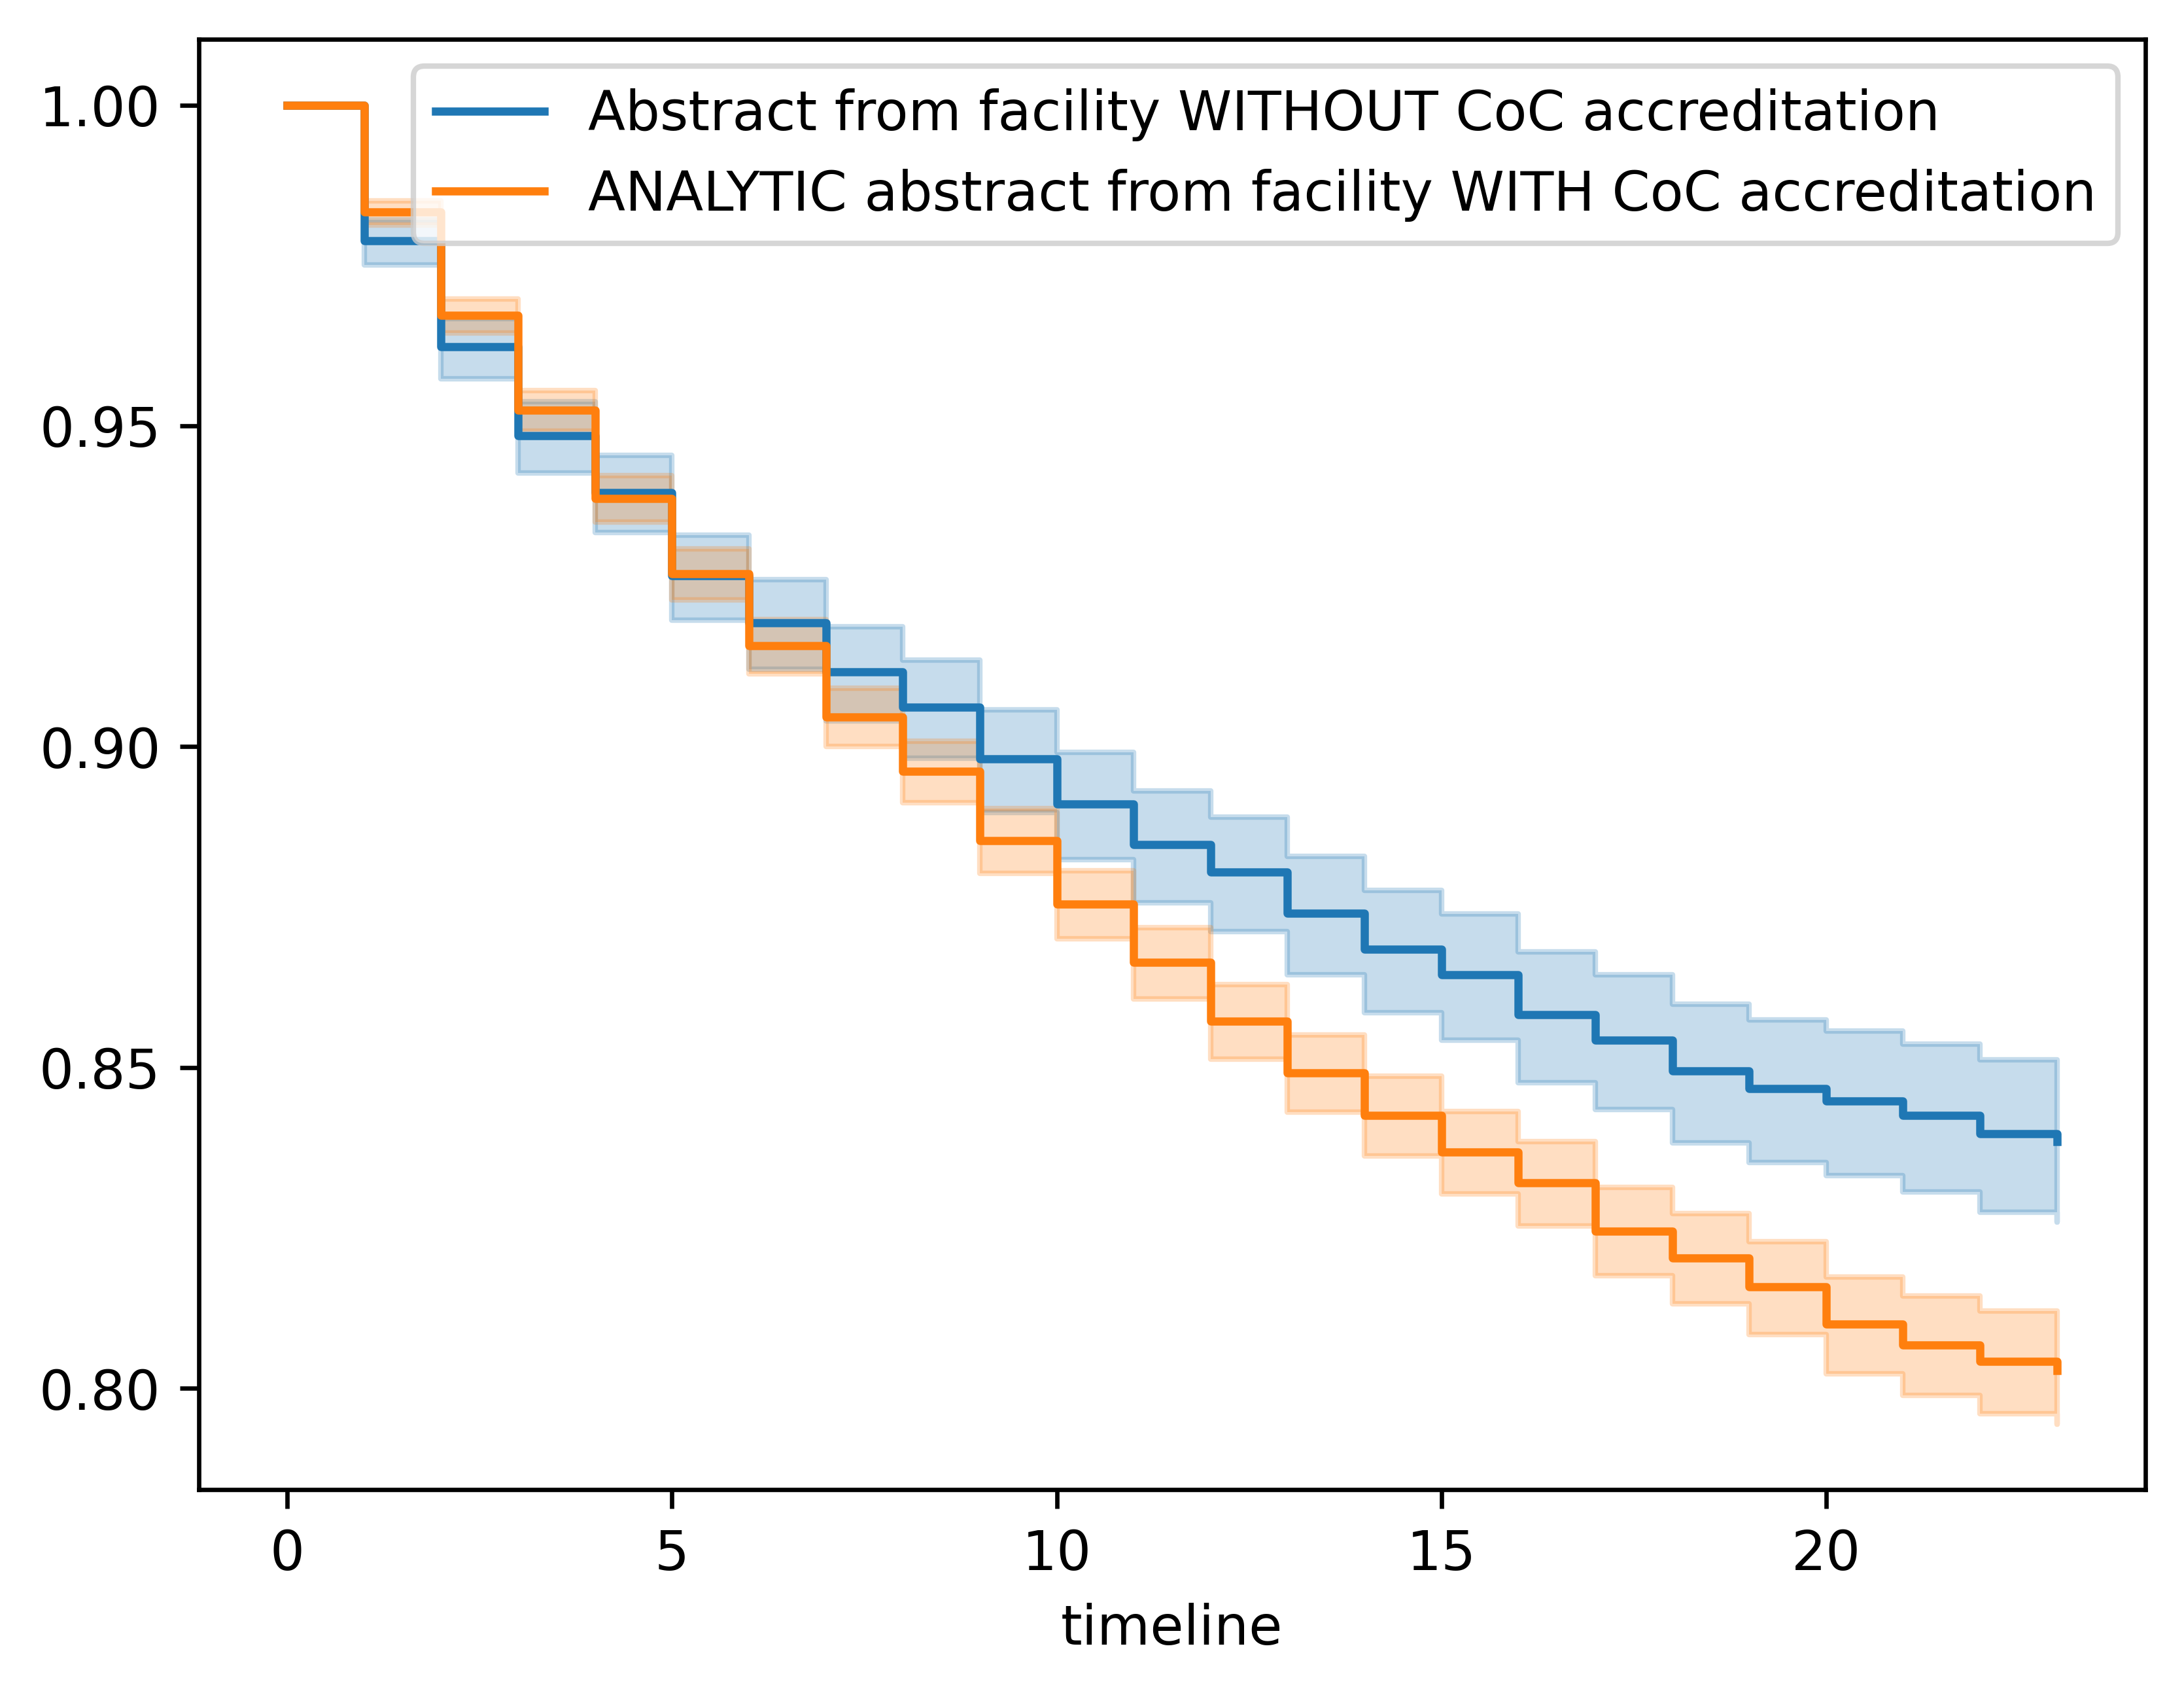 Abstract from facility WITHOUT CoC accreditation
ANALYTIC abstract from facility WITH CoC accreditation
1.00
0.95
0.90
0.85
0.80
0 5 10 15 20
timeline